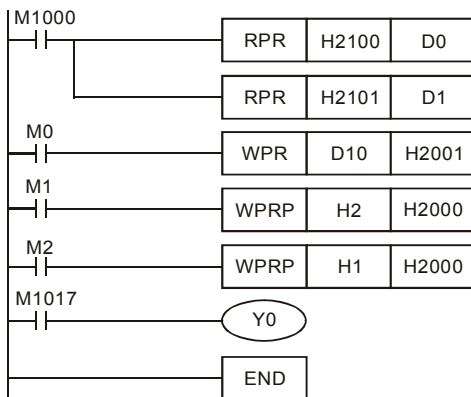 M1000
RPR H2100 D0
RPR H2101 D1
M0
WPR D10 H2001
M1
WPRP H2 H2000
M2
WPRP H1 H2000
M1017
Y0
END